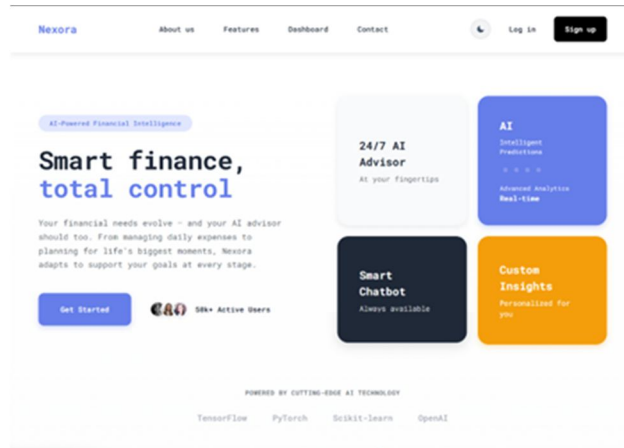 Nexora
About us
Features
Dashboard
Contact
Log in
Sign up
AI-Powered Financial Intelligence
Smart finance,
total control
Your financial needs evolve — and your AI advisor
should too. From managing daily expenses to
planning for life's biggest moments, Nexora
adapts to support your goals at every stage.
Get Started
50k+ Active Users
24/7 AI
Advisor
At your fingertips
AI
Intelligent
Predictions
Advanced Analytics
Real-time
Smart
Chatbot
Always available
Custom
Insights
Personalized for
you
POWERED BY CUTTING-EDGE AI TECHNOLOGY
TensorFlow
PyTorch
Scikit-learn
OpenAI